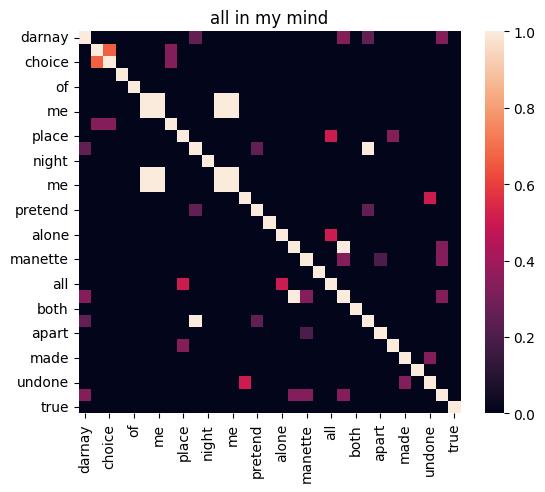 all in my mind
darnay
choice
of
me
place
night
me
pretend
alone
manette
all
both
apart
made
undone
true
1.0
0.8
0.6
0.4
0.2
0.0
darnay
choice
of
me
place
night
me
pretend
alone
manette
all
both
apart
made
undone
true